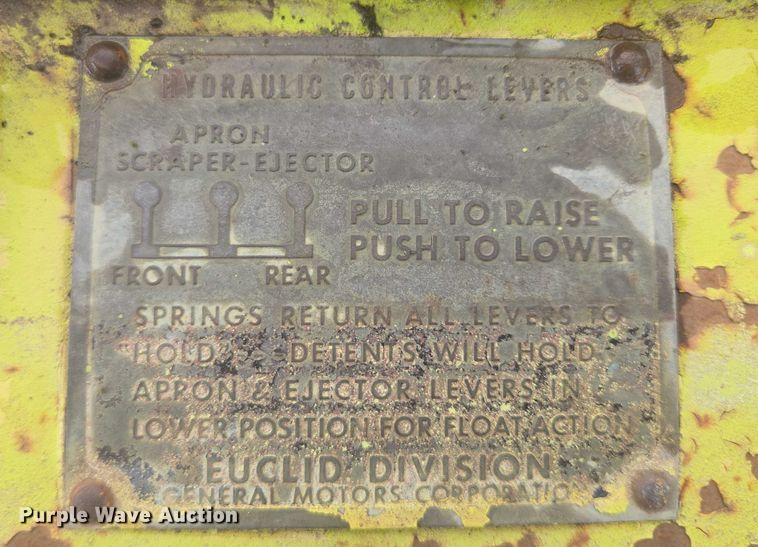 HYDRAULIC CONTROL LEVERS
APRON
SCRAPER-EJECTOR
PULL TO RAISE
PUSH TO LOWER
FRONT REAR
SPRINGS RETURN ALL LEVERS TO
HOLD. DETENTS WILL HOLD
APRON & EJECTOR LEVERS IN
LOWER POSITION FOR FLOAT ACTION
EUCLID DIVISION
GENERAL MOTORS CORPORATION
Purple Wave Auction